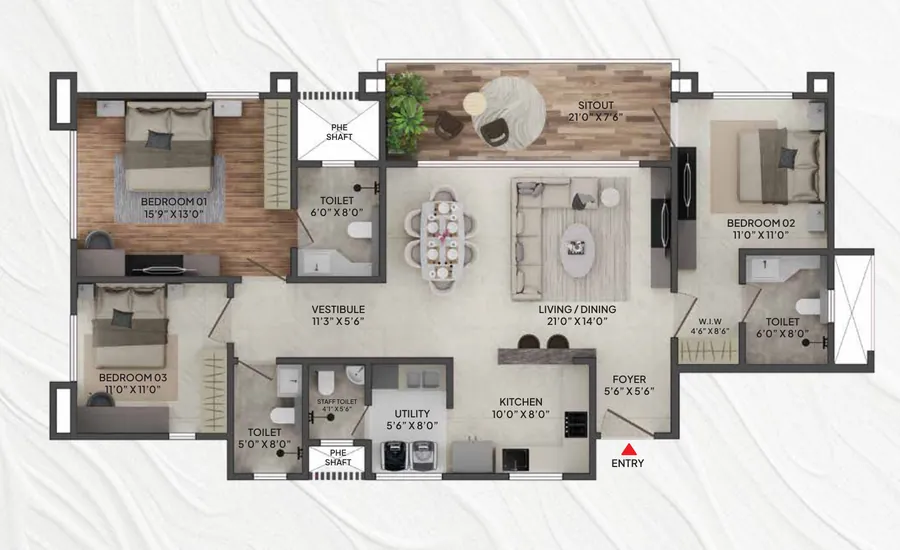 SITOUT
21'0" X 7'6"
PHE
SHAFT
BEDROOM 01
15'9" X 13'0"
TOILET
6'0" X 8'0"
BEDROOM 02
11'0" X 11'0"
VESTIBULE
11'3" X 5'6"
LIVING / DINING
21'0" X 14'0"
W.I.W
4'6" X 8'6"
TOILET
6'0" X 8'0"
BEDROOM 03
11'0" X 11'0"
FOYER
5'6" X 5'6"
STAFF TOILET
4'1" X 5'6"
UTILITY
5'6" X 8'0"
KITCHEN
10'0" X 8'0"
TOILET
5'0" X 8'0"
PHE
SHAFT
ENTRY